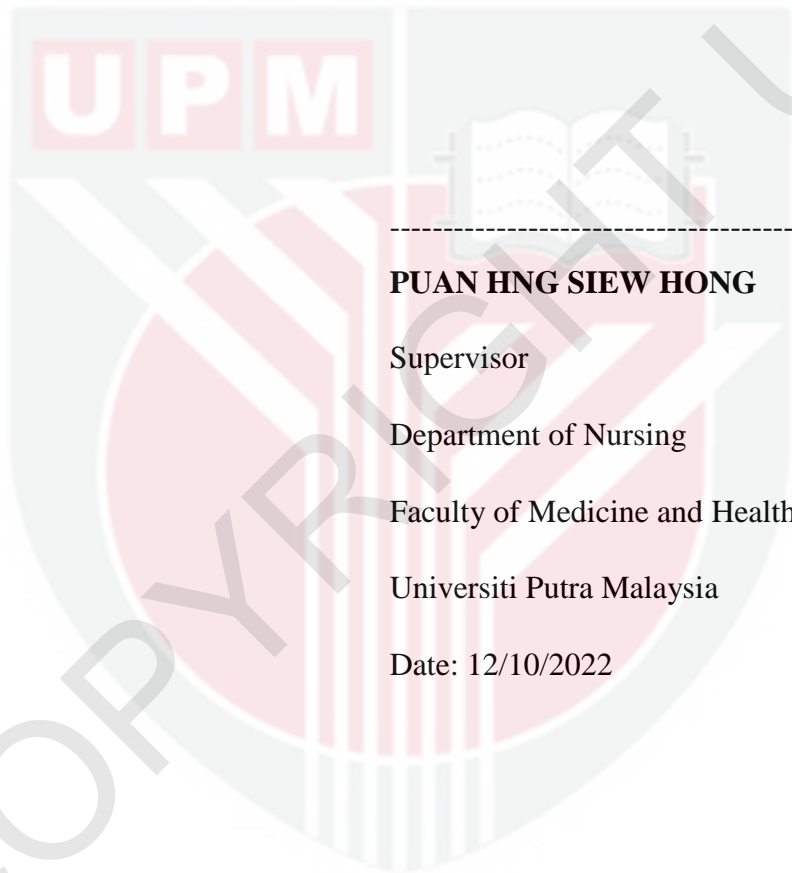 UPM
COPYRIGHT U
----------------------------------------
PUAN HNG SIEW HONG
Supervisor
Department of Nursing
Faculty of Medicine and Health
Universiti Putra Malaysia
Date: 12/10/2022